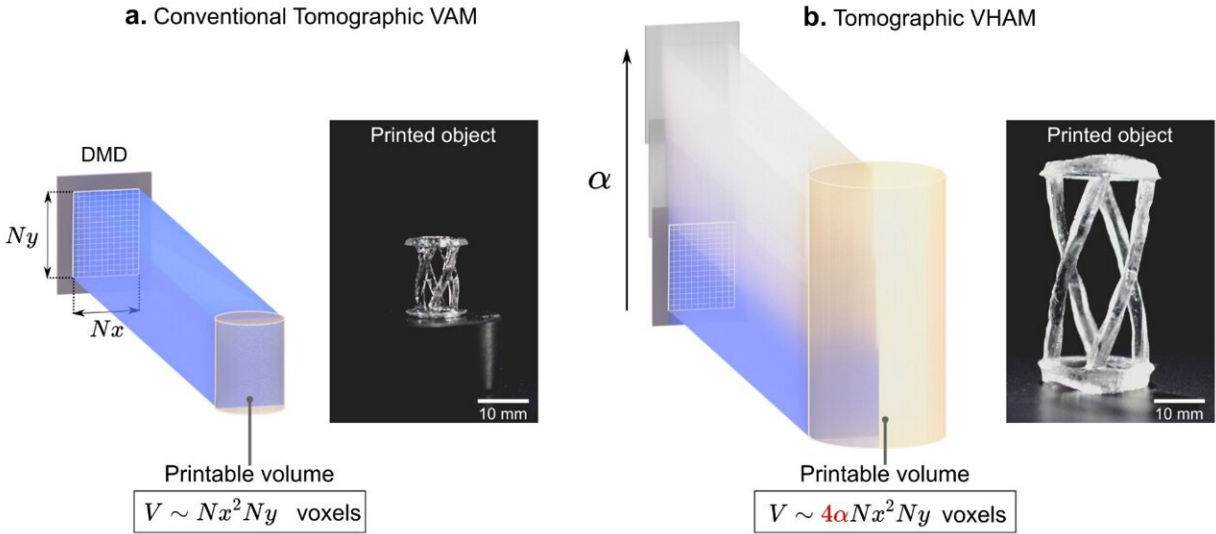 a. Conventional Tomographic VAM
DMD
Ny
Nx
Printed object
10 mm
Printable volume
V ∼ Nx²Ny voxels
b. Tomographic VHAM
α
Printed object
10 mm
Printable volume
V ∼ 4αNx²Ny voxels